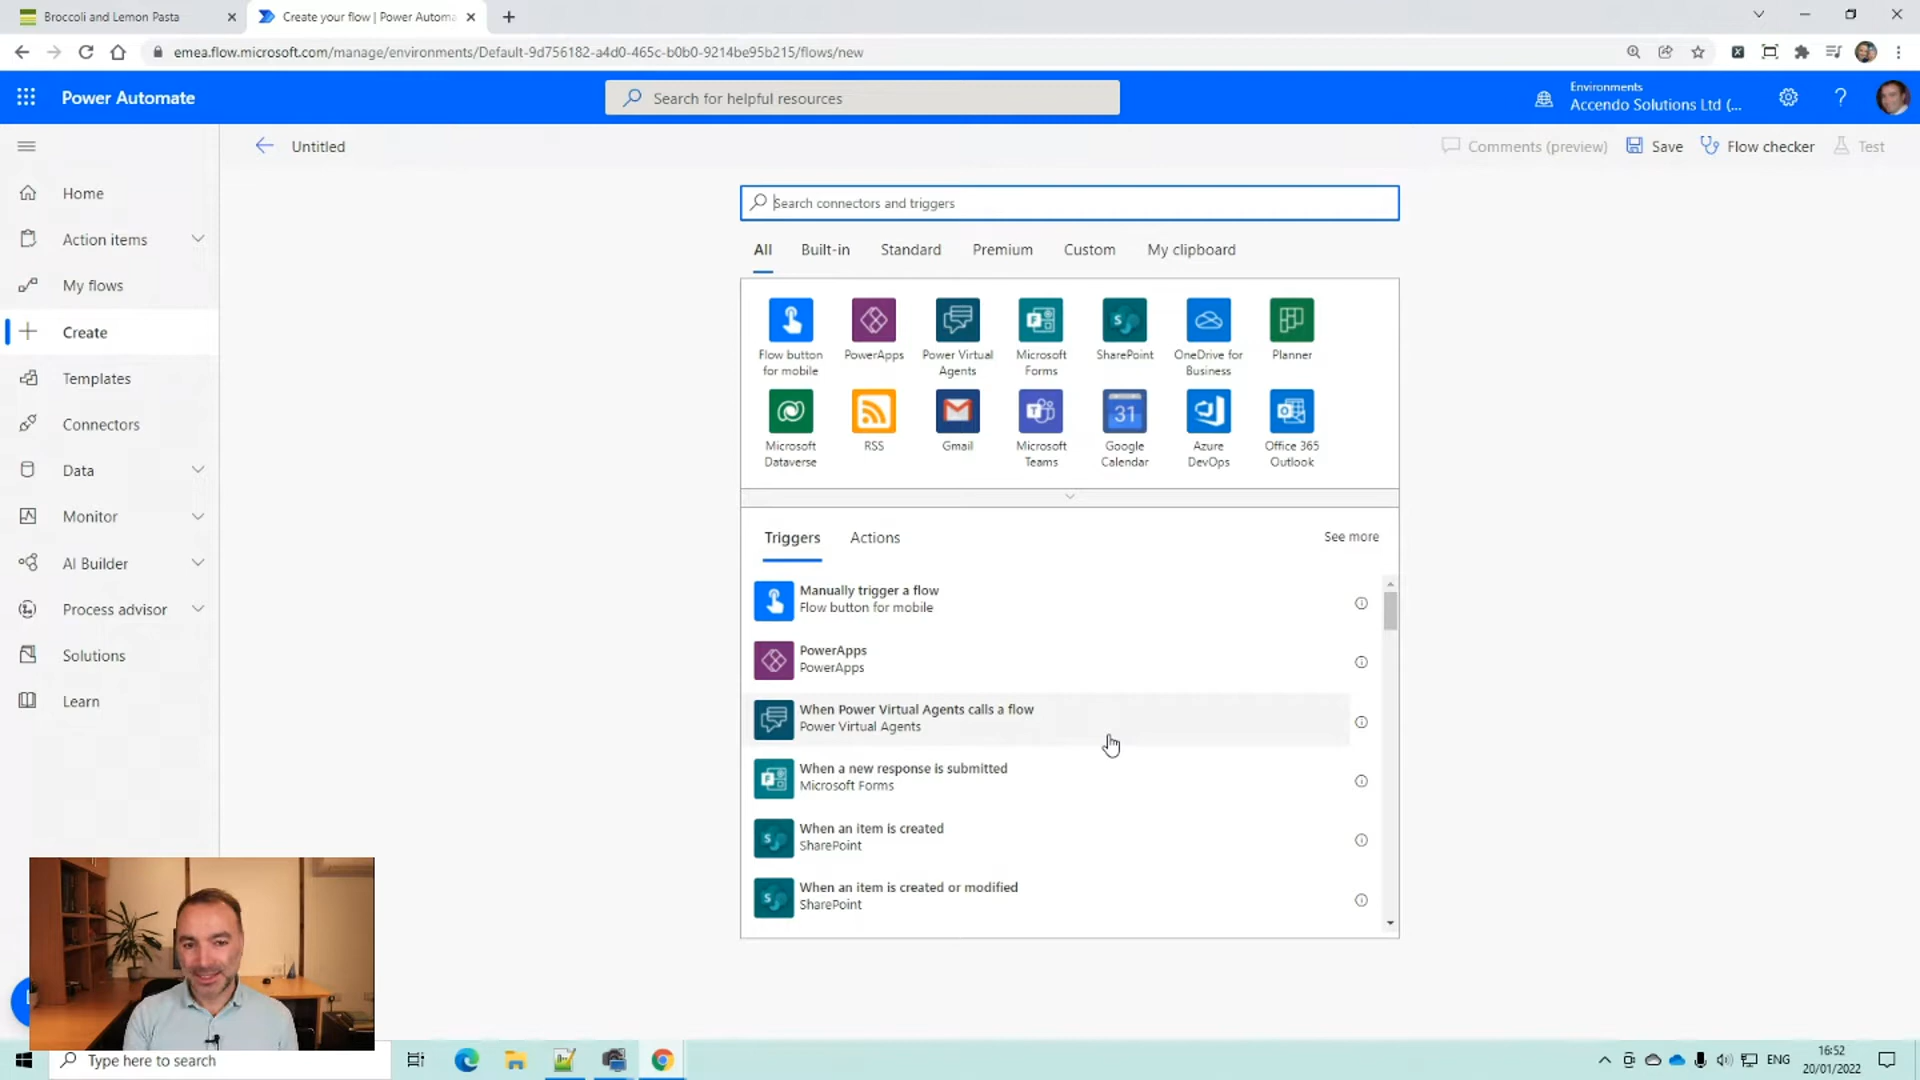 Broccoli and Lemon Pasta
Create your flow | Power Automa
emea.flow.microsoft.com/manage/environments/Default-9d756182-a4d0-465c-b0b0-9214be95b215/flows/new
Power Automate
Search for helpful resources
Environments
Accendo Solutions Ltd (...
Untitled
Comments (preview)
Save
Flow checker
Test
Home
Action items
My flows
Create
Templates
Connectors
Data
Monitor
AI Builder
Process advisor
Solutions
Learn
Search connectors and triggers
All
Built-in
Standard
Premium
Custom
My clipboard
Flow button
for mobile
PowerApps
Power Virtual
Agents
Microsoft
Forms
SharePoint
OneDrive for
Business
Planner
Microsoft
Dataverse
RSS
Gmail
Microsoft
Teams
31
Google
Calendar
Azure
DevOps
Office 365
Outlook
Triggers
Actions
See more
Manually trigger a flow
Flow button for mobile
PowerApps
PowerApps
When Power Virtual Agents calls a flow
Power Virtual Agents
When a new response is submitted
Microsoft Forms
When an item is created
SharePoint
When an item is created or modified
SharePoint
Type here to search
ENG
16:52
20/01/2022